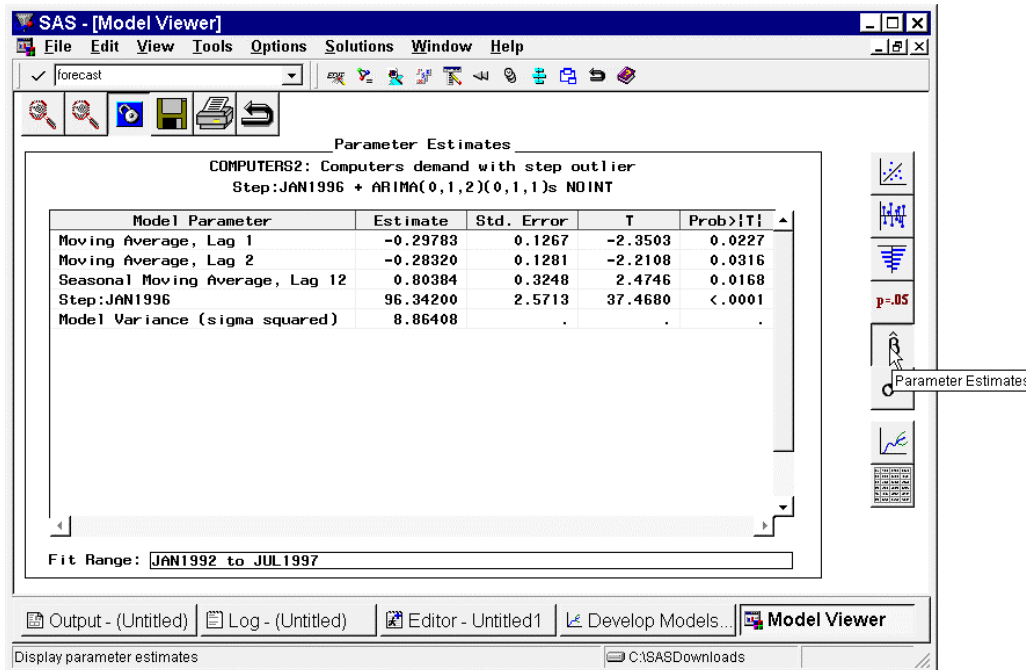 SAS - [Model Viewer]
File Edit View Tools Options Solutions Window Help
forecast
Parameter Estimates
COMPUTERS2: Computers demand with step outlier
Step:JAN1996 + ARIMA(0,1,2)(0,1,1)s NOINT
Model Parameter Estimate Std. Error T Prob>|T|
Moving Average, Lag 1 -0.29783 0.1267 -2.3503 0.0227
Moving Average, Lag 2 -0.28320 0.1281 -2.2108 0.0316
Seasonal Moving Average, Lag 12 0.80384 0.3248 2.4746 0.0168
Step:JAN1996 96.34200 2.5713 37.4680 <.0001
Model Variance (sigma squared) 8.86408 . . .
p=.05
β̂
Parameter Estimates
Fit Range: JAN1992 to JUL1997
Output - (Untitled) Log - (Untitled) Editor - Untitled1 Develop Models... Model Viewer
Display parameter estimates C:\SASDownloads